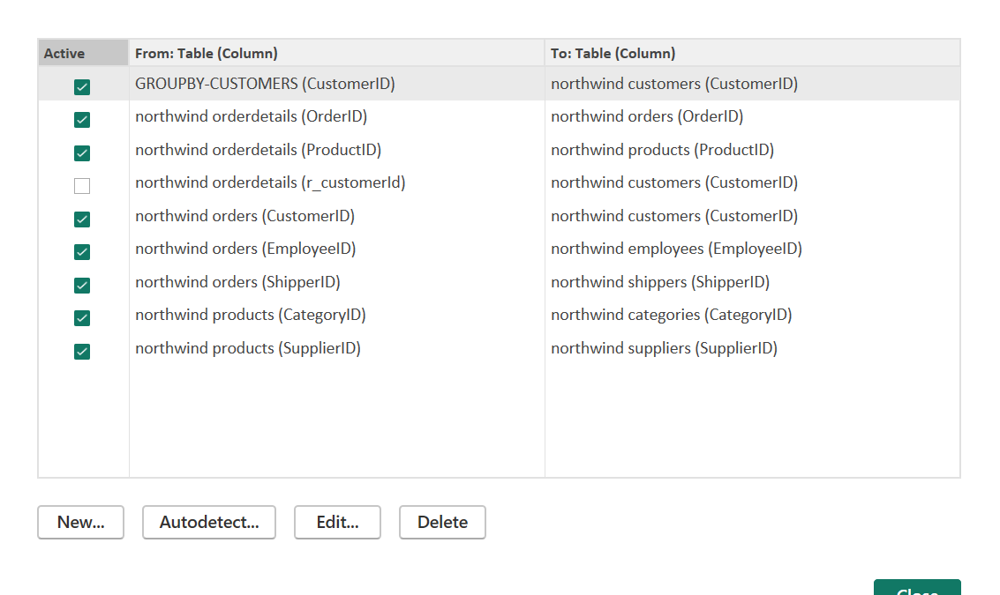 Active From: Table (Column) To: Table (Column)
GROUPBY-CUSTOMERS (CustomerID) northwind customers (CustomerID)
northwind orderdetails (OrderID) northwind orders (OrderID)
northwind orderdetails (ProductID) northwind products (ProductID)
northwind orderdetails (r_customerId) northwind customers (CustomerID)
northwind orders (CustomerID) northwind customers (CustomerID)
northwind orders (EmployeeID) northwind employees (EmployeeID)
northwind orders (ShipperID) northwind shippers (ShipperID)
northwind products (CategoryID) northwind categories (CategoryID)
northwind products (SupplierID) northwind suppliers (SupplierID)
New... Autodetect... Edit... Delete
Close